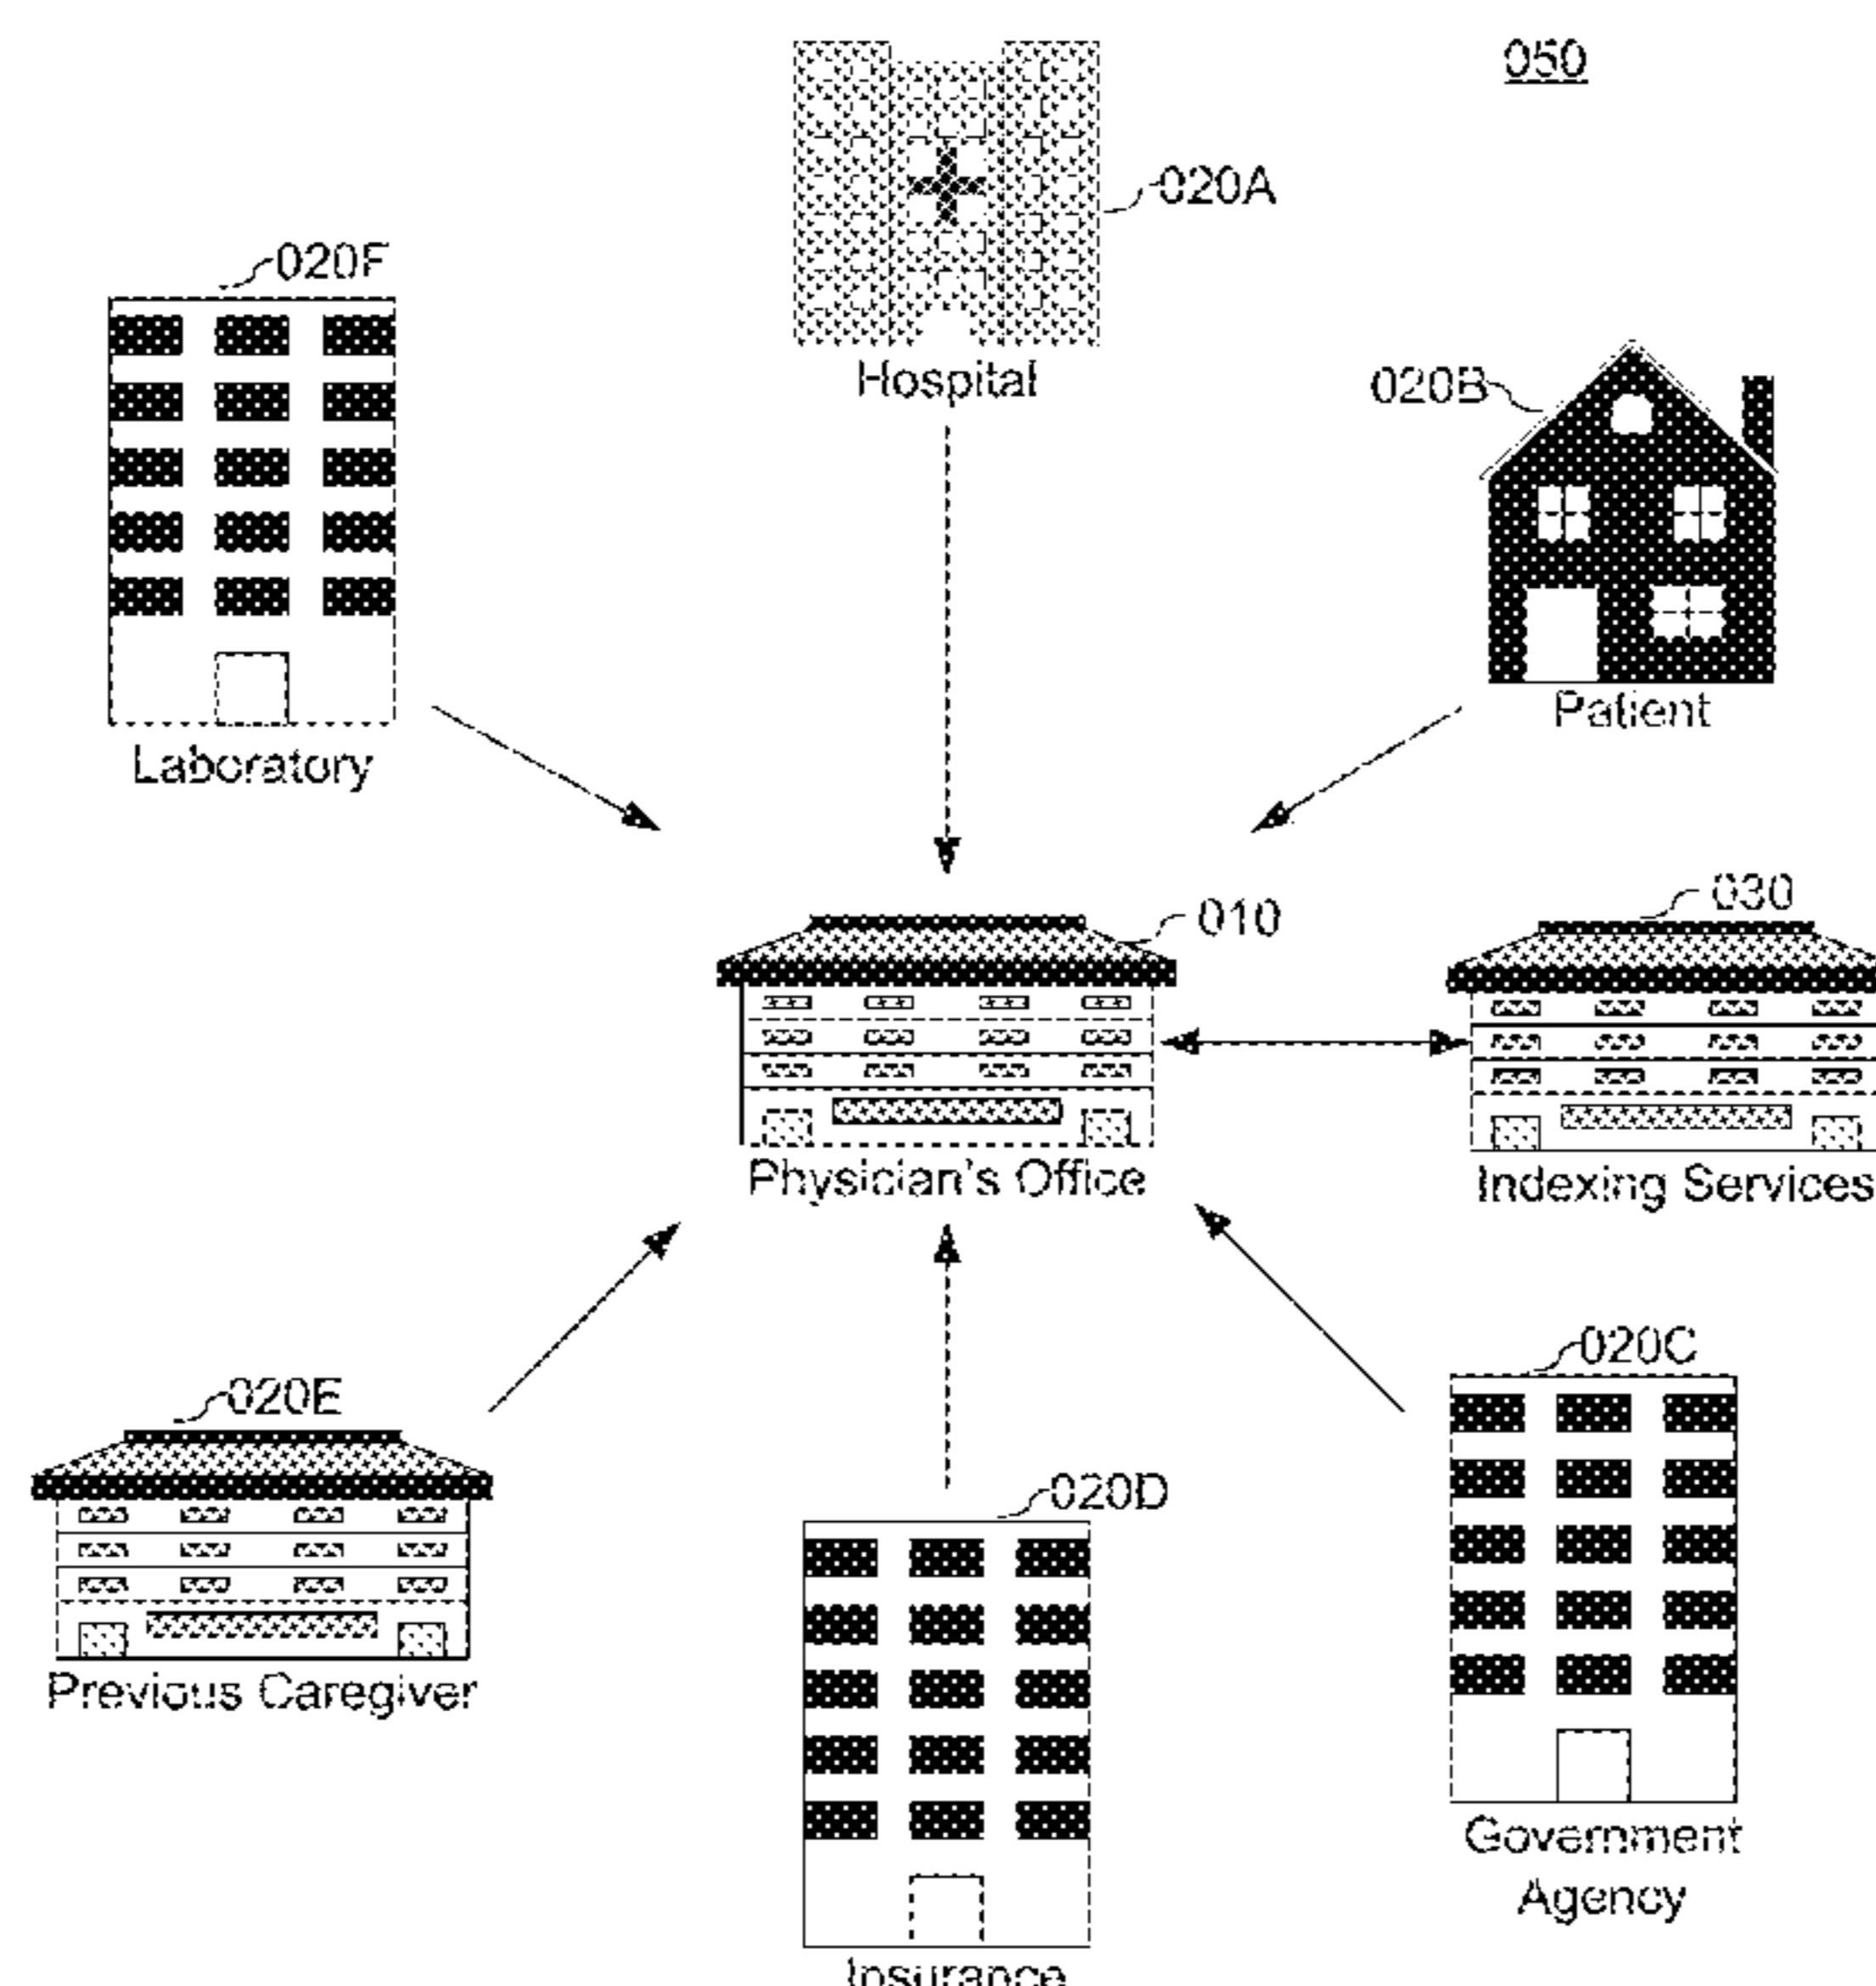 050
020A
020F
Hospital
020B
Patient
Laboratory
010
030
Physician's Office
Indexing Services
020C
020E
020D
Previous Caregiver
Government
Agency
Insurance